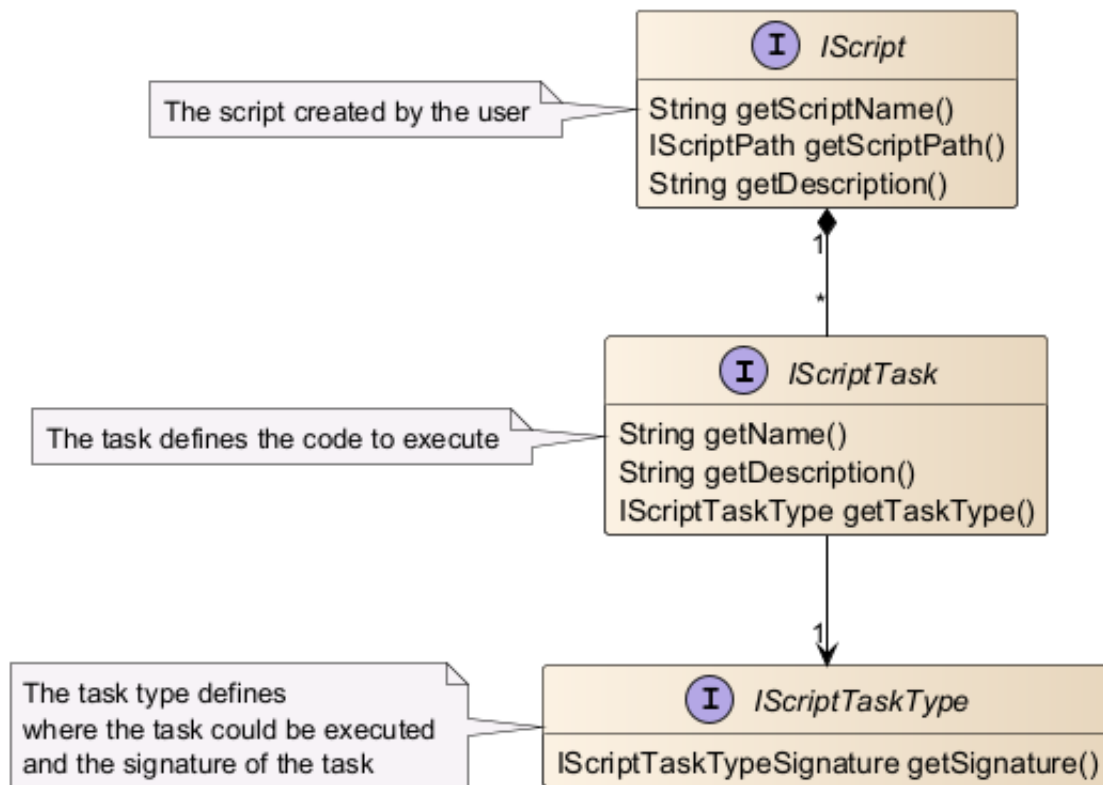 I IScript
The script created by the user
String getScriptName()
IScriptPath getScriptPath()
String getDescription()
1
*
I IScriptTask
The task defines the code to execute
String getName()
String getDescription()
IScriptTaskType getTaskType()
1
I IScriptTaskType
The task type defines
where the task could be executed
and the signature of the task
IScriptTaskTypeSignature getSignature()